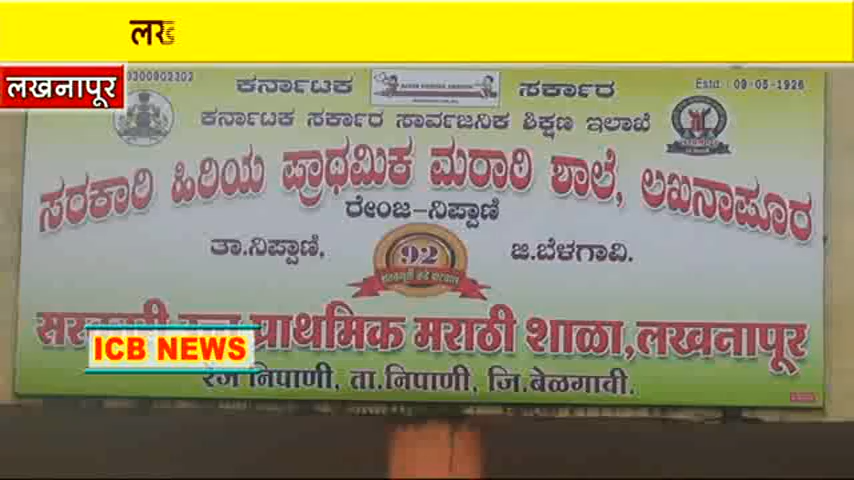 लखनापूर
ಕರ್ನಾಟಕ ಸರ್ಕಾರ
Estd : 09-05-1926
ಕರ್ನಾಟಕ ಸರ್ಕಾರ ಸಾರ್ವಜನಿಕ ಶಿಕ್ಷಣ ಇಲಾಖೆ
ಸರಕಾರಿ ಹಿರಿಯ ಪ್ರಾಥಮಿಕ ಮರಾಠಿ ಶಾಲೆ, ಲಖನಾಪೂರ
ರೇಂಜ-ನಿಪ್ಪಾಣಿ
ತಾ.ನಿಪ್ಪಾಣಿ. 92 ಜಿ.ಬೆಳಗಾವಿ.
सरकारी प्राथमिक मराठी शाळा, लखनापूर
ICB NEWS
रेंज निपाणी, ता.निपाणी, जि.बेळगावी.